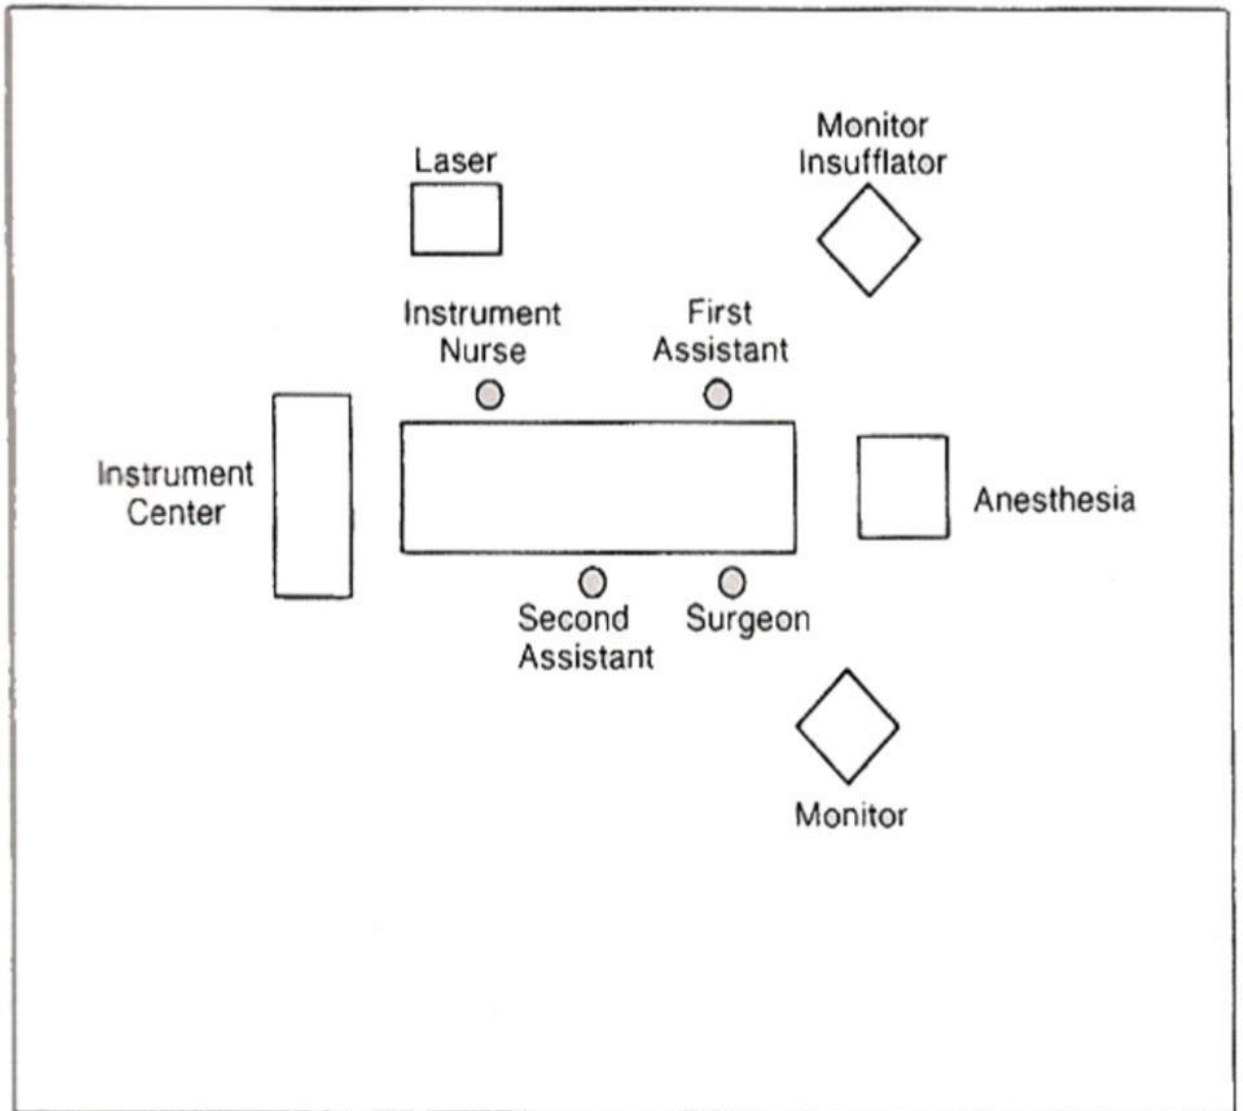 Monitor
Insufflator
Laser
Instrument
Nurse
First
Assistant
Instrument
Center
Anesthesia
Second
Assistant
Surgeon
Monitor